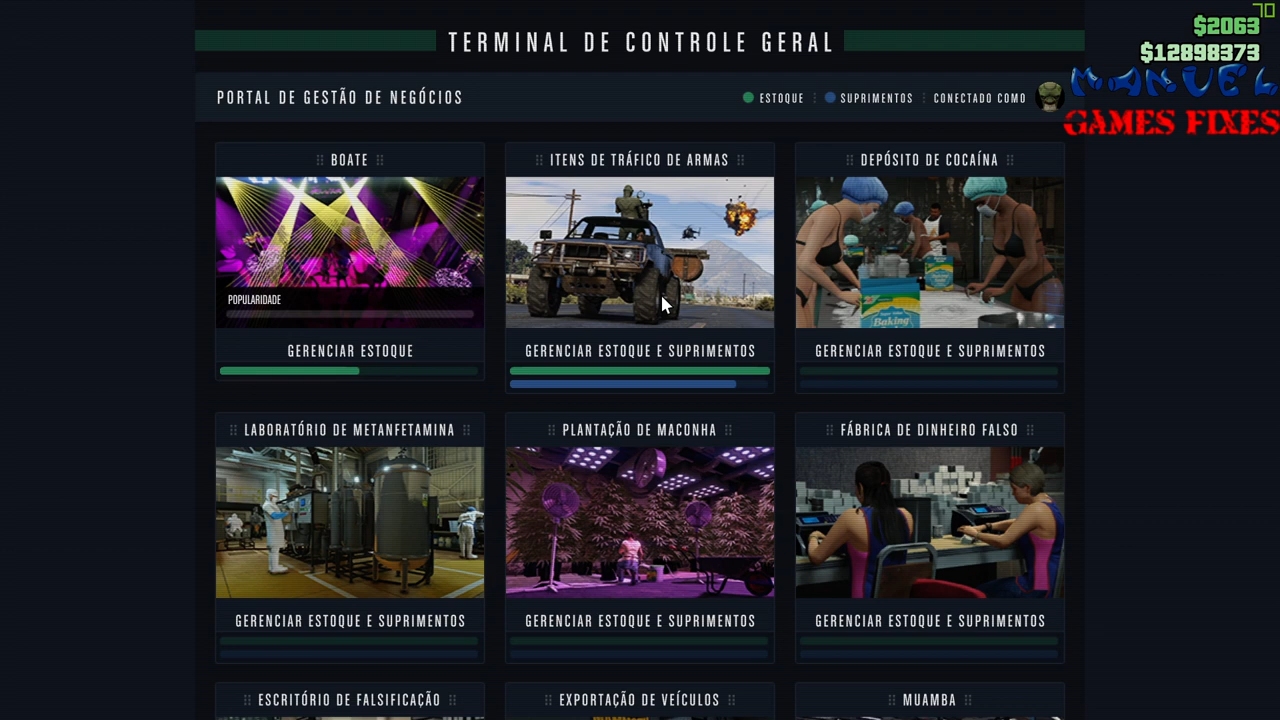 70
$2063
TERMINAL DE CONTROLE GERAL
$12898373
MANUEL
GAMES FIXES
PORTAL DE GESTÃO DE NEGÓCIOS
ESTOQUE
SUPRIMENTOS
CONECTADO COMO
BOATE
ITENS DE TRÁFICO DE ARMAS
DEPÓSITO DE COCAÍNA
POPULARIDADE
Baking
GERENCIAR ESTOQUE
GERENCIAR ESTOQUE E SUPRIMENTOS
GERENCIAR ESTOQUE E SUPRIMENTOS
LABORATÓRIO DE METANFETAMINA
PLANTAÇÃO DE MACONHA
FÁBRICA DE DINHEIRO FALSO
GERENCIAR ESTOQUE E SUPRIMENTOS
GERENCIAR ESTOQUE E SUPRIMENTOS
GERENCIAR ESTOQUE E SUPRIMENTOS
ESCRITÓRIO DE FALSIFICAÇÃO
EXPORTAÇÃO DE VEÍCULOS
MUAMBA